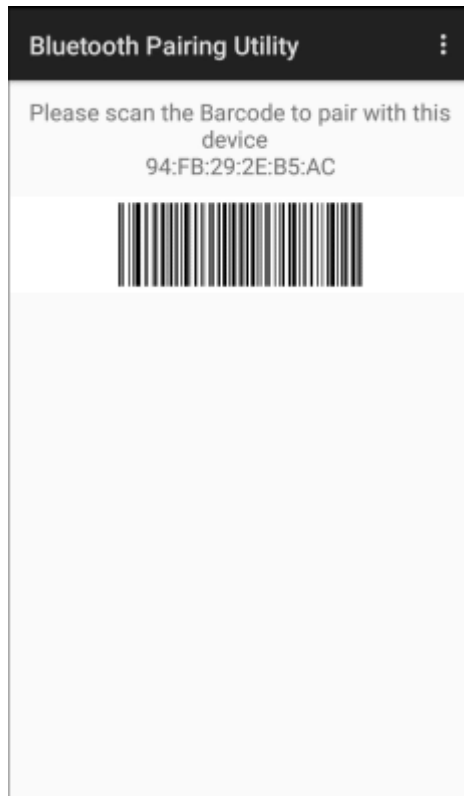 Bluetooth Pairing Utility
Please scan the Barcode to pair with this
device
94:FB:29:2E:B5:AC